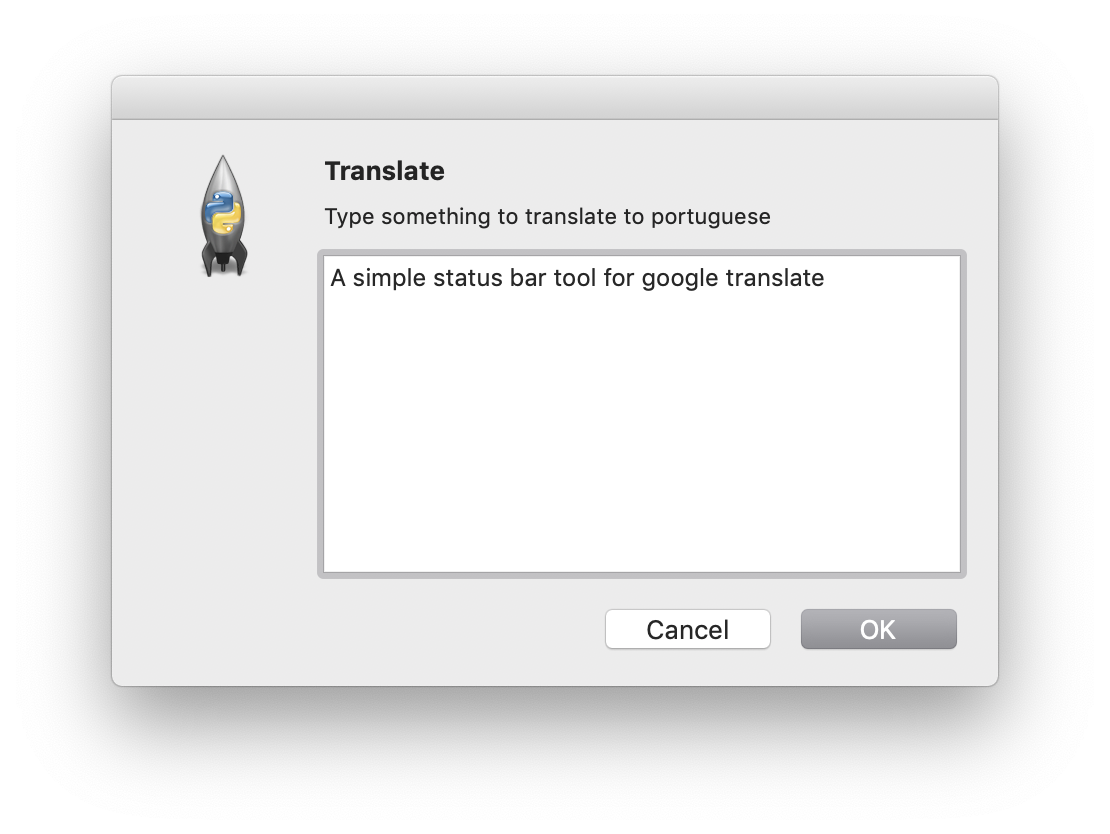 Translate
Type something to translate to portuguese
A simple status bar tool for google translate
Cancel
OK